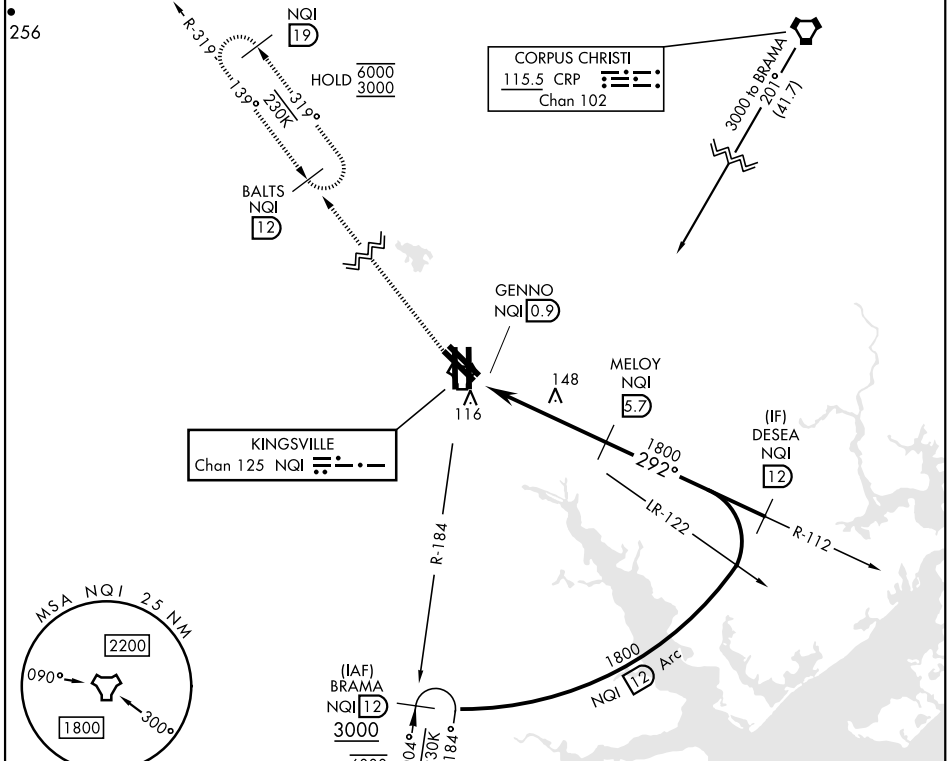 256
R-319
NQI
19
HOLD 6000
3000
139°
230K
319°
BALTS
NQI
12
CORPUS CHRISTI
115.5 CRP
Chan 102
3000 to BRAMA
201°
(41.7)
GENNO
NQI 0.9
148
116
MELOY
NQI
5.7
(IF)
DESEA
NQI
12
1800
292°
LR-122
R-112
KINGSVILLE
Chan 125 NQI
R-184
1800
NQI 12 Arc
MSA NQI 25 NM
2200
090°
1800
300°
(IAF)
BRAMA
NQI 12
3000
184°